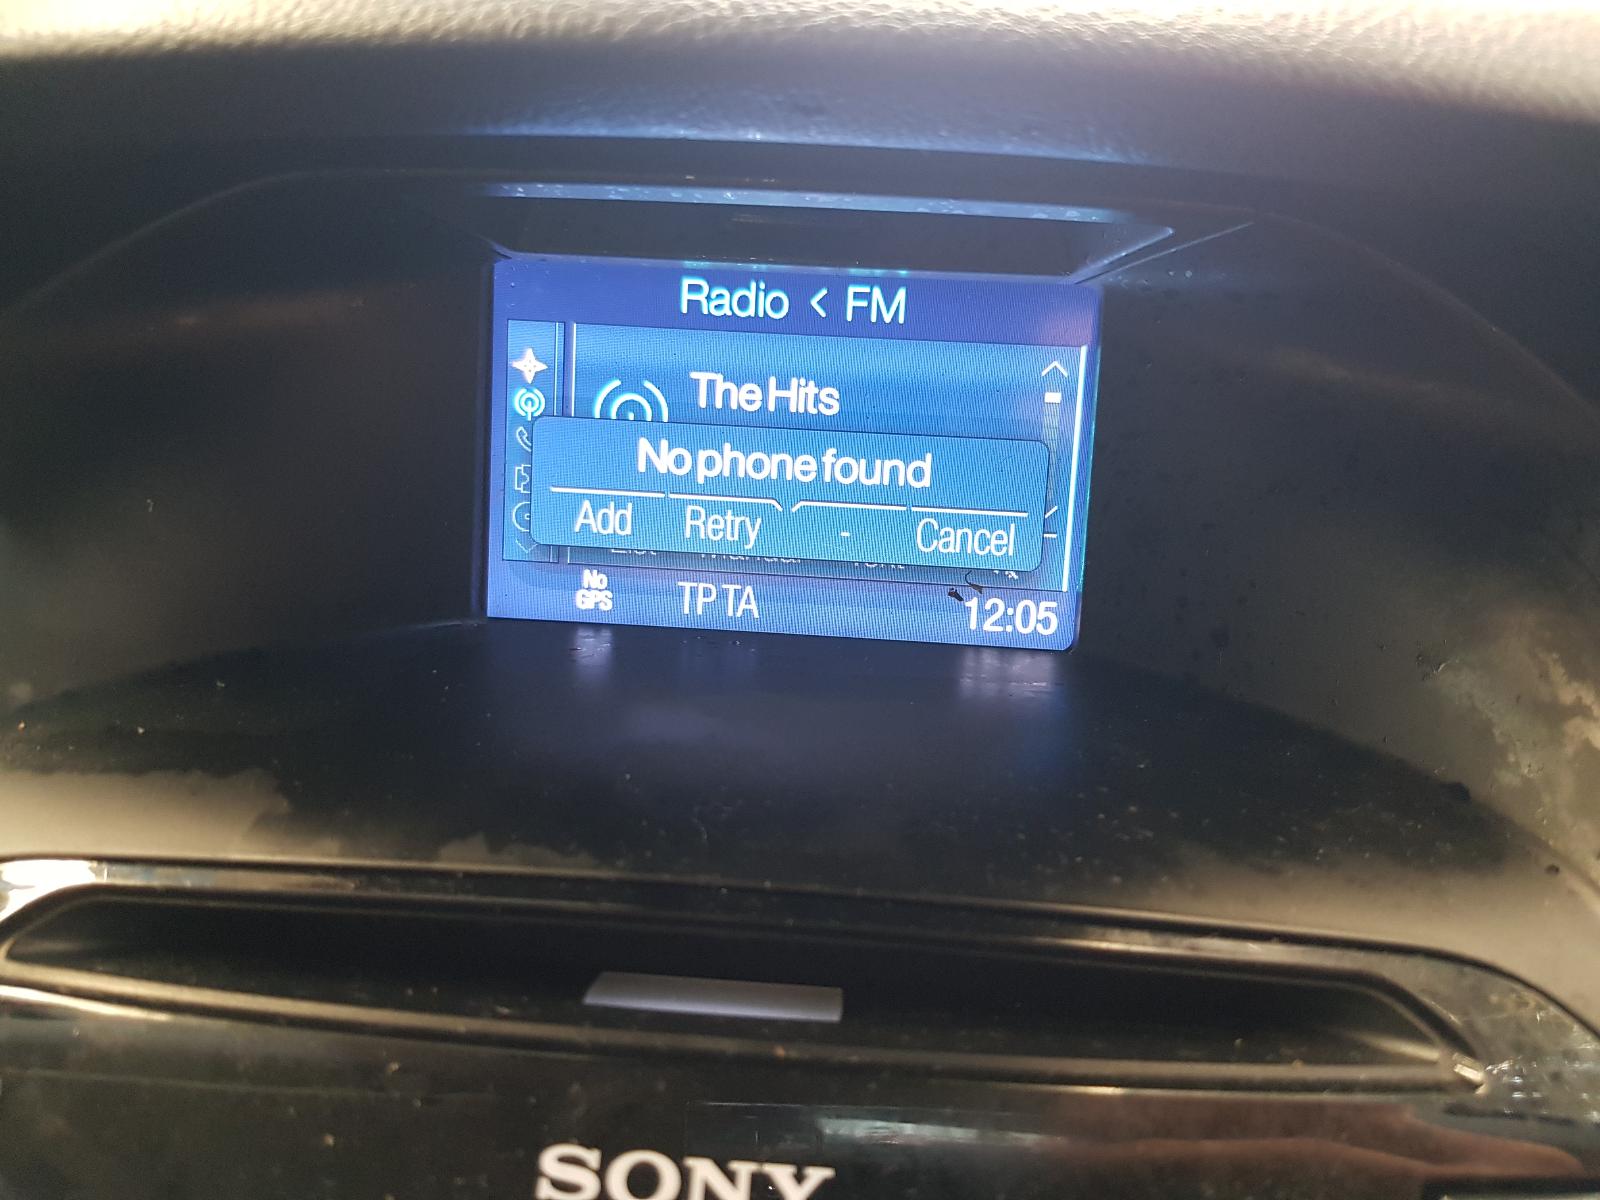 Radio < FM
The Hits
No phone found
Add Retry - Cancel
No
GPS
TP TA
12:05
SONY